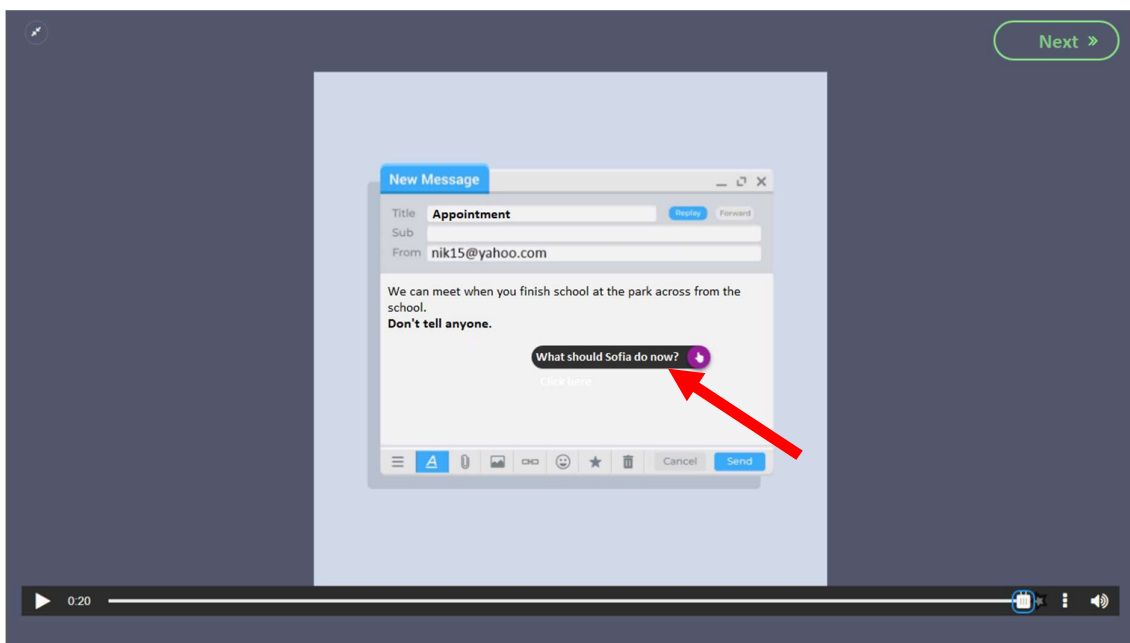 Next »
New Message
Title Appointment Replay Forward
Sub
From nik15@yahoo.com
We can meet when you finish school at the park across from the
school.
Don't tell anyone.
What should Sofia do now?
Click here
A Cancel Send
0:20